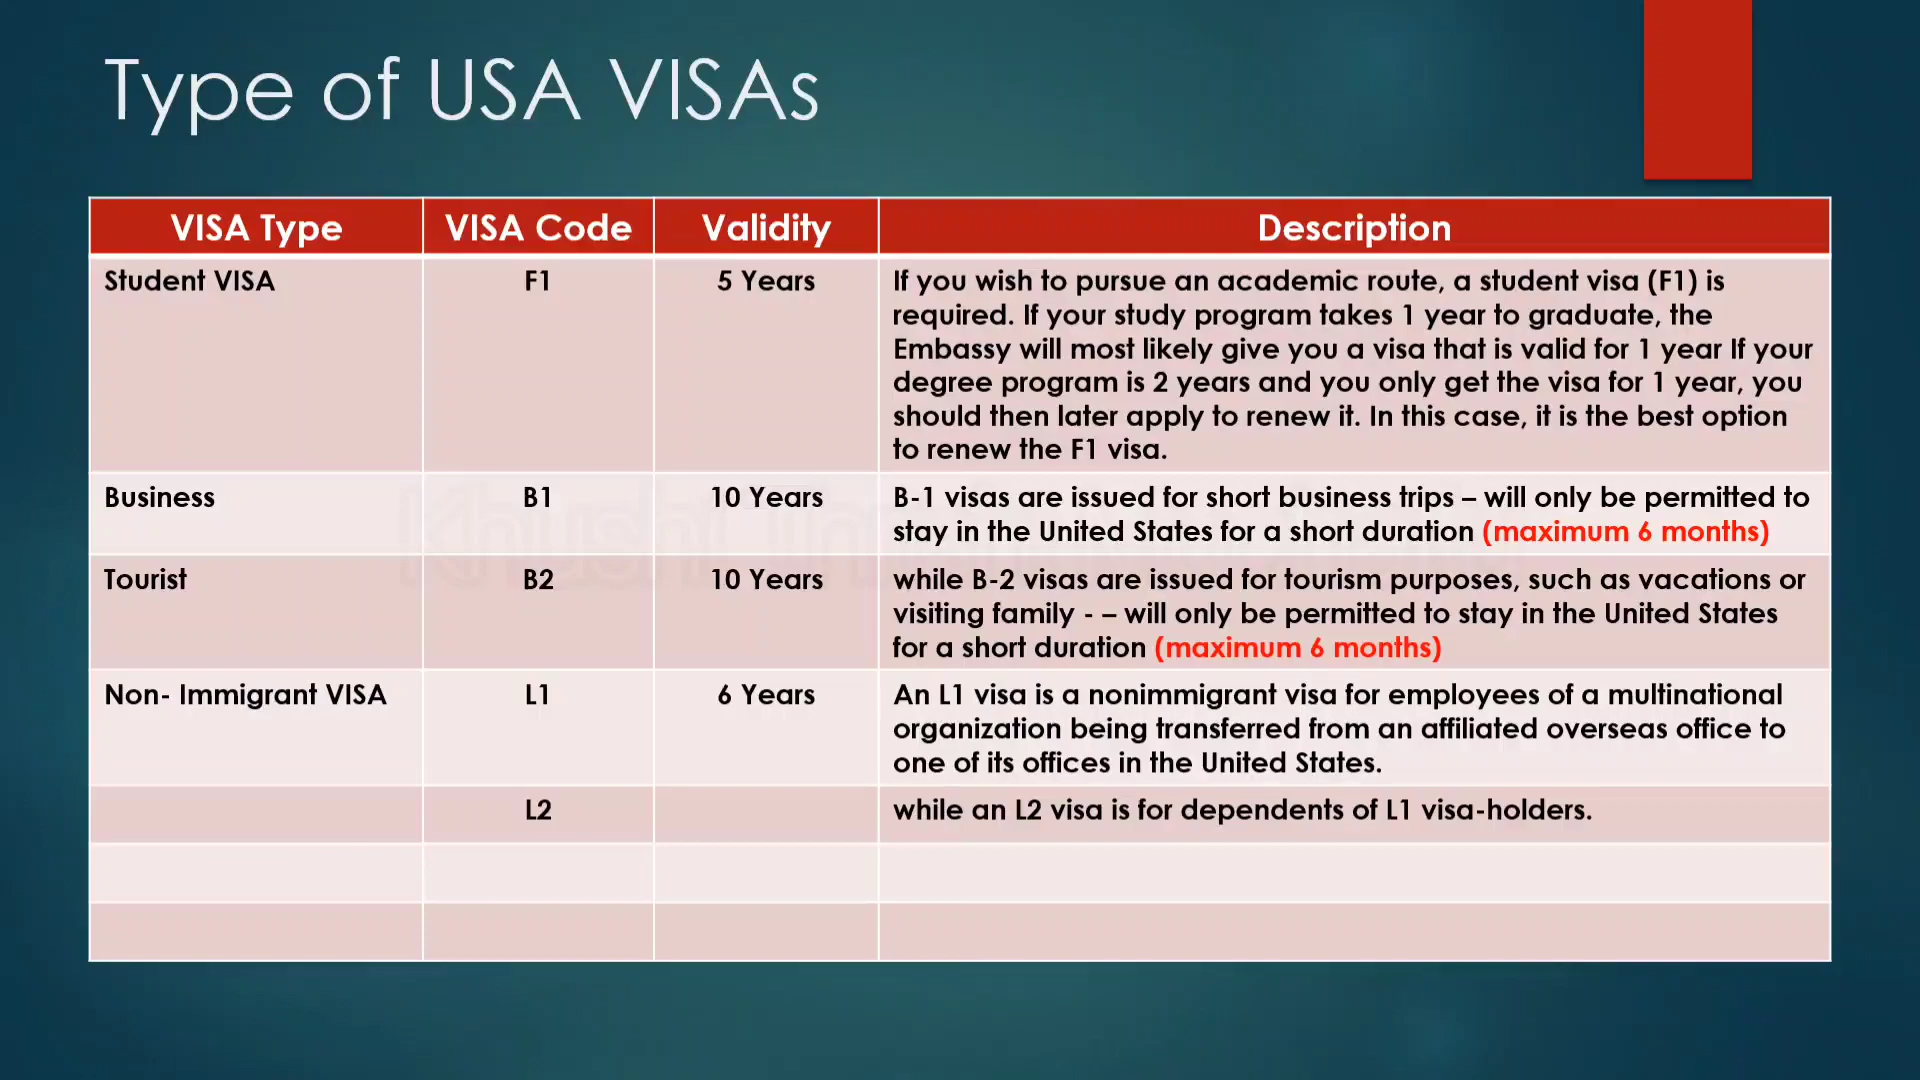 Type of USA VISAs
VISA Type VISA Code Validity Description
Student VISA F1 5 Years If you wish to pursue an academic route, a student visa (F1) is
required. If your study program takes 1 year to graduate, the
Embassy will most likely give you a visa that is valid for 1 year If your
degree program is 2 years and you only get the visa for 1 year, you
should then later apply to renew it. In this case, it is the best option
to renew the F1 visa.
Business B1 10 Years B-1 visas are issued for short business trips – will only be permitted to
stay in the United States for a short duration (maximum 6 months)
Tourist B2 10 Years while B-2 visas are issued for tourism purposes, such as vacations or
visiting family - – will only be permitted to stay in the United States
for a short duration (maximum 6 months)
Non- Immigrant VISA L1 6 Years An L1 visa is a nonimmigrant visa for employees of a multinational
organization being transferred from an affiliated overseas office to
one of its offices in the United States.
L2 while an L2 visa is for dependents of L1 visa-holders.